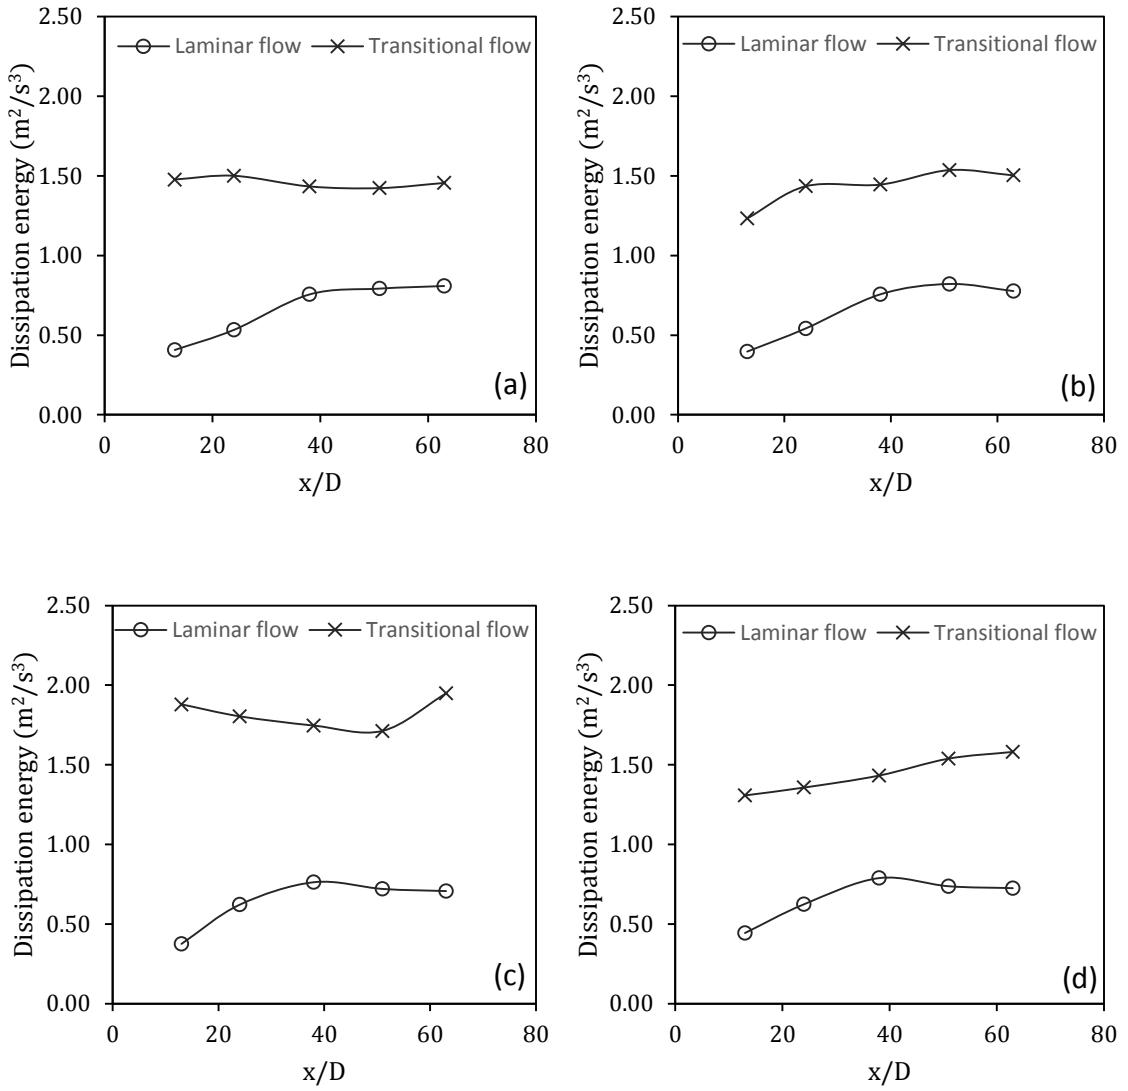 2.50
2.00
1.50
1.00
0.50
0.00
Dissipation energy (m²/s³)
Laminar flow Transitional flow
(a)
0 20 40 60 80
x/D
2.50
2.00
1.50
1.00
0.50
0.00
Dissipation energy (m²/s³)
Laminar flow Transitional flow
(b)
0 20 40 60 80
x/D
2.50
2.00
1.50
1.00
0.50
0.00
Dissipation energy (m²/s³)
Laminar flow Transitional flow
(c)
0 20 40 60 80
x/D
2.50
2.00
1.50
1.00
0.50
0.00
Dissipation energy (m²/s³)
Laminar flow Transitional flow
(d)
0 20 40 60 80
x/D